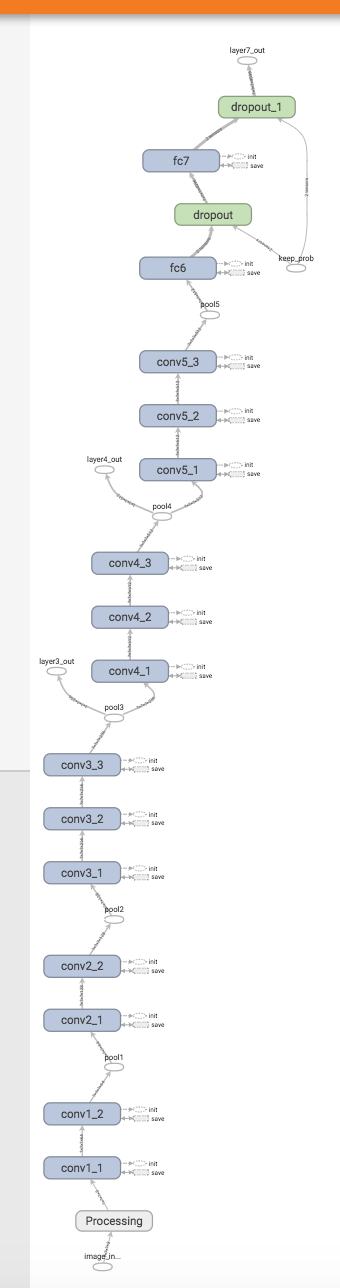 layer7_out
dropout_1
fc7
init
save
dropout
keep_prob
fc6
init
save
pool5
conv5_3
init
save
conv5_2
init
save
layer4_out
conv5_1
init
save
pool4
conv4_3
init
save
conv4_2
init
save
layer3_out
conv4_1
init
save
pool3
conv3_3
init
save
conv3_2
init
save
conv3_1
init
save
pool2
conv2_2
init
save
conv2_1
init
save
pool1
conv1_2
init
save
conv1_1
init
save
Processing
image_in...